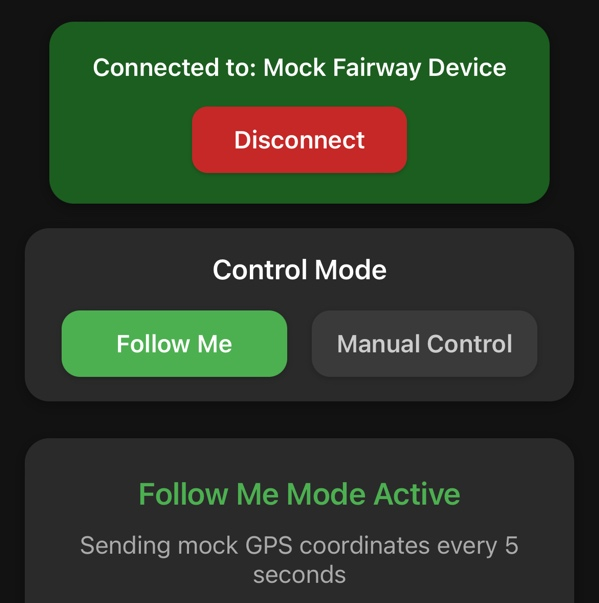 Connected to: Mock Fairway Device
Disconnect
Control Mode
Follow Me
Manual Control
Follow Me Mode Active
Sending mock GPS coordinates every 5
seconds